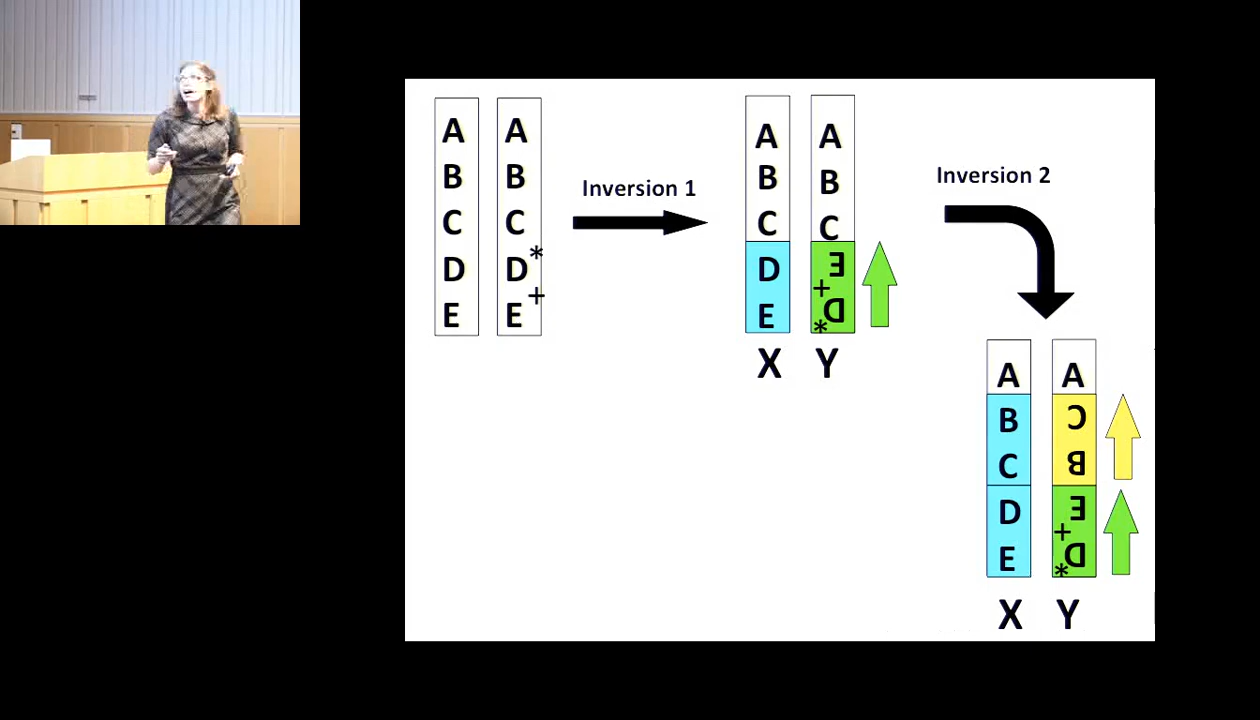 A A
B B
C C
D D*
E E+
Inversion 1
A A
B B
C C
D E
E +D*
X Y
Inversion 2
A A
B C
C B
D E
E +D*
X Y